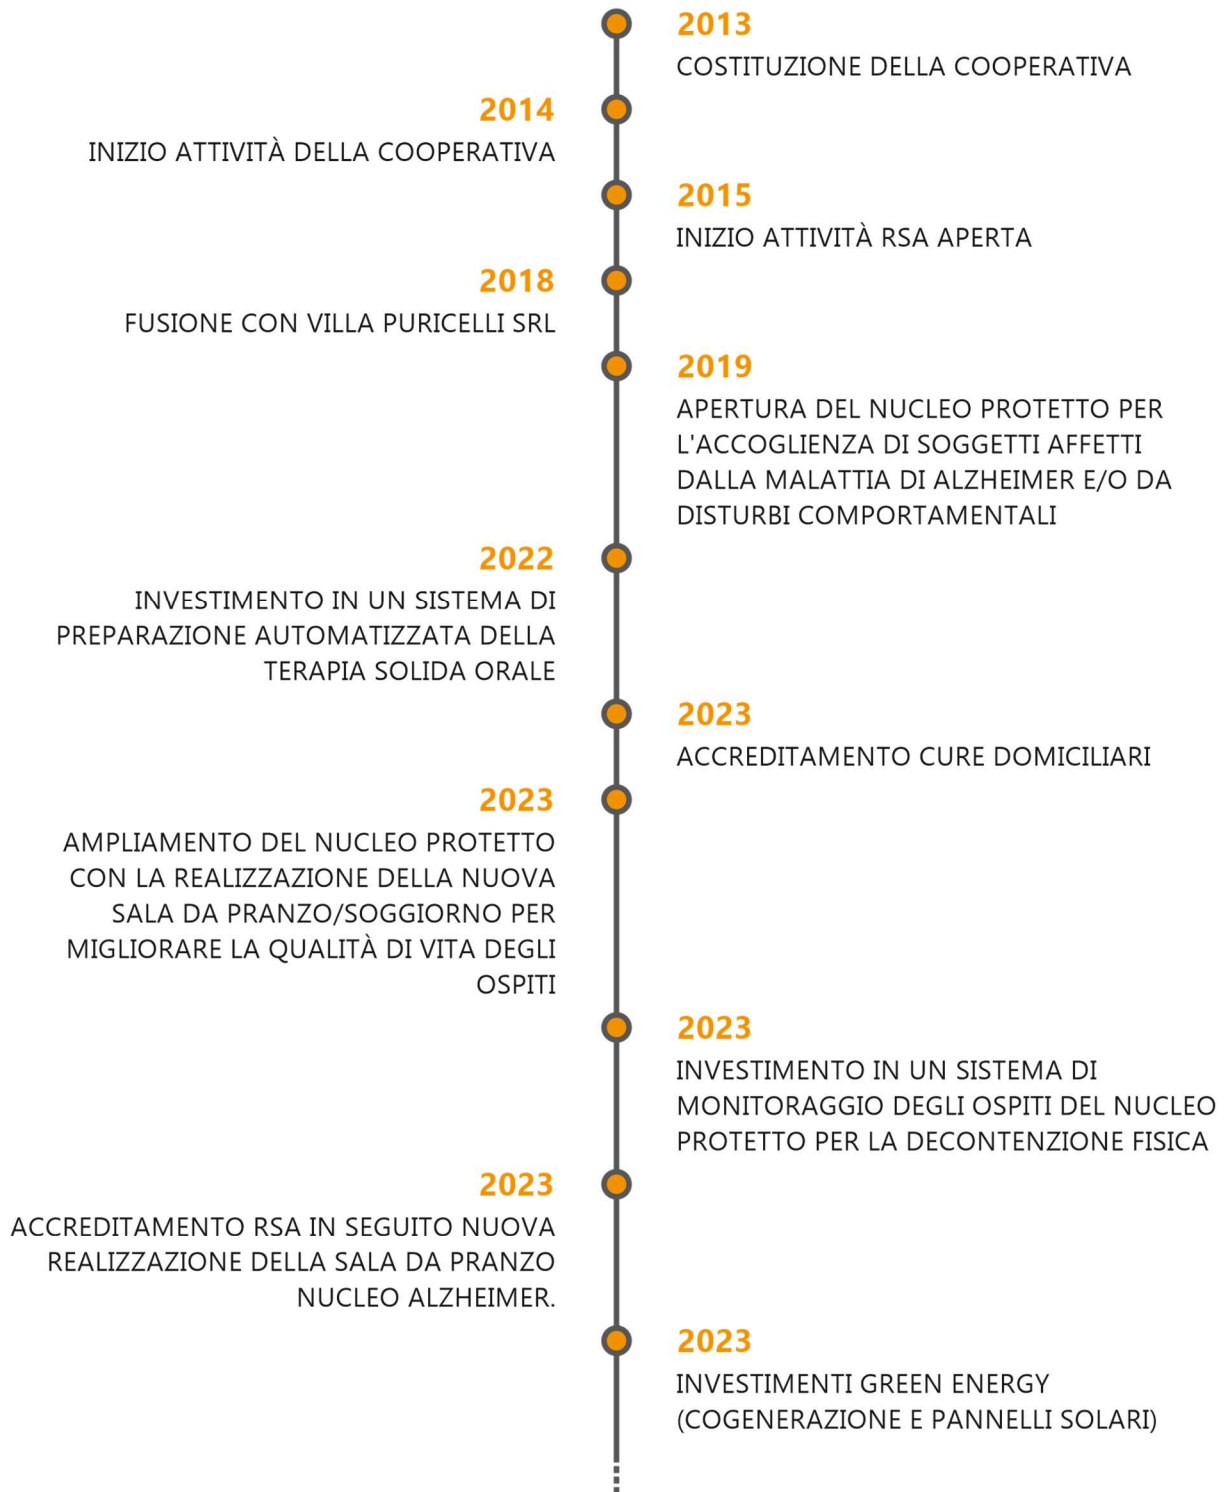 2013
COSTITUZIONE DELLA COOPERATIVA
2014
INIZIO ATTIVITÀ DELLA COOPERATIVA
2015
INIZIO ATTIVITÀ RSA APERTA
2018
FUSIONE CON VILLA PURICELLI SRL
2019
APERTURA DEL NUCLEO PROTETTO PER
L'ACCOGLIENZA DI SOGGETTI AFFETTI
DALLA MALATTIA DI ALZHEIMER E/O DA
DISTURBI COMPORTAMENTALI
2022
INVESTIMENTO IN UN SISTEMA DI
PREPARAZIONE AUTOMATIZZATA DELLA
TERAPIA SOLIDA ORALE
2023
ACCREDITAMENTO CURE DOMICILIARI
2023
AMPLIAMENTO DEL NUCLEO PROTETTO
CON LA REALIZZAZIONE DELLA NUOVA
SALA DA PRANZO/SOGGIORNO PER
MIGLIORARE LA QUALITÀ DI VITA DEGLI
OSPITI
2023
INVESTIMENTO IN UN SISTEMA DI
MONITORAGGIO DEGLI OSPITI DEL NUCLEO
PROTETTO PER LA DECONTENZIONE FISICA
2023
ACCREDITAMENTO RSA IN SEGUITO NUOVA
REALIZZAZIONE DELLA SALA DA PRANZO
NUCLEO ALZHEIMER.
2023
INVESTIMENTI GREEN ENERGY
(COGENERAZIONE E PANNELLI SOLARI)